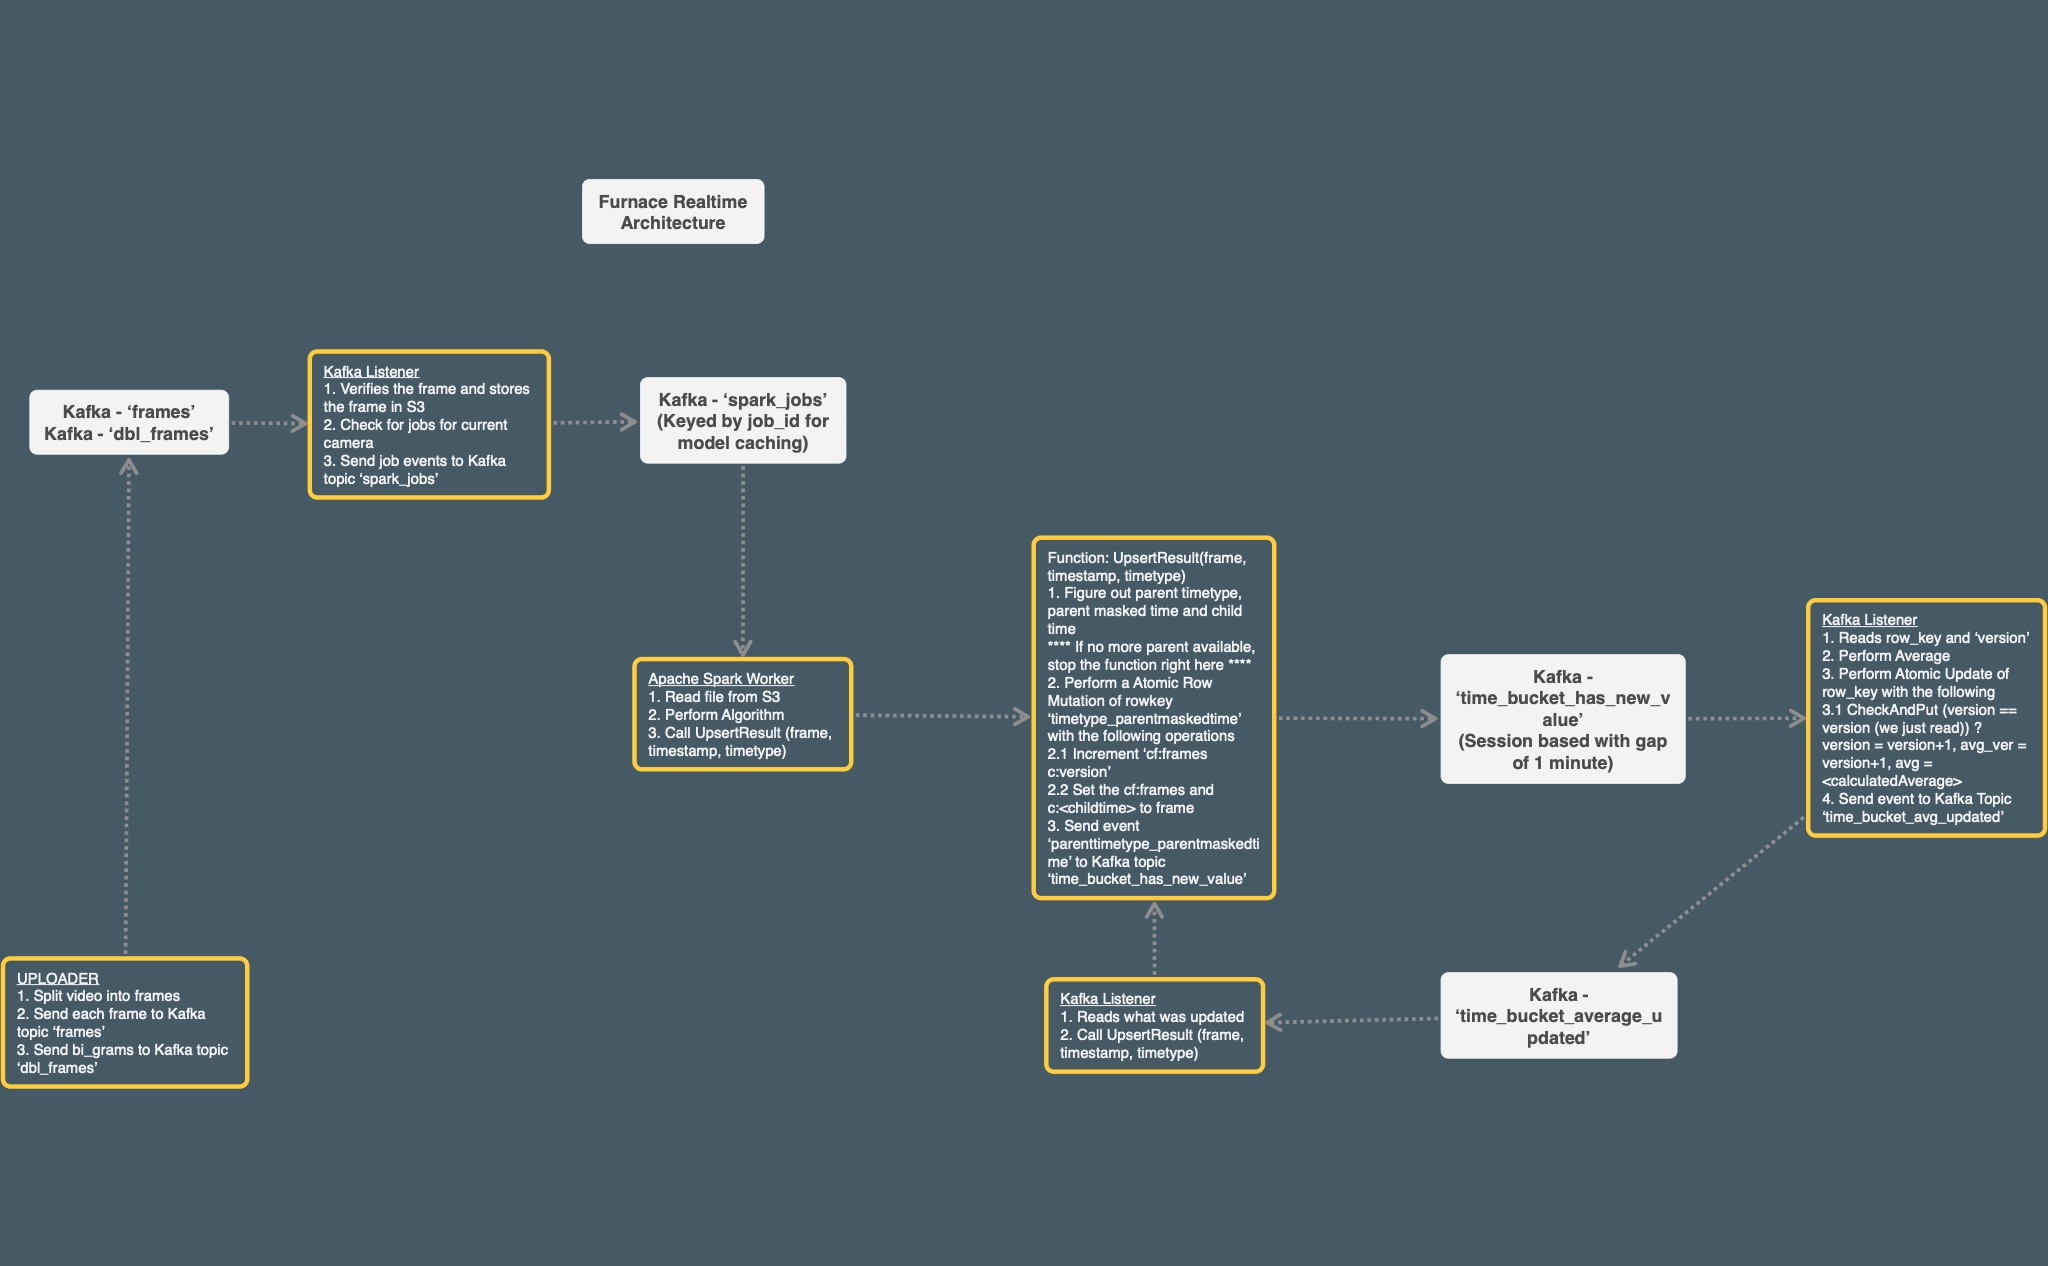 Furnace Realtime
Architecture
Kafka - ‘frames’
Kafka - ‘dbl_frames’
Kafka Listener
1. Verifies the frame and stores
the frame in S3
2. Check for jobs for current
camera
3. Send job events to Kafka
topic ‘spark_jobs’
Kafka - ‘spark_jobs’
(Keyed by job_id for
model caching)
Apache Spark Worker
1. Read file from S3
2. Perform Algorithm
3. Call UpsertResult (frame,
timestamp, timetype)
Function: UpsertResult(frame,
timestamp, timetype)
1. Figure out parent timetype,
parent masked time and child
time
**** If no more parent available,
stop the function right here ****
2. Perform a Atomic Row
Mutation of rowkey
‘timetype_parentmaskedtime’
with the following operations
2.1 Increment ‘cf:frames
c:version’
2.2 Set the cf:frames and
c:<childtime> to frame
3. Send event
‘parenttimetype_parentmaskedti
me’ to Kafka topic
‘time_bucket_has_new_value’
Kafka -
‘time_bucket_has_new_v
alue’
(Session based with gap
of 1 minute)
Kafka Listener
1. Reads row_key and ‘version’
2. Perform Average
3. Perform Atomic Update of
row_key with the following
3.1 CheckAndPut (version ==
version (we just read)) ?
version = version+1, avg_ver =
version+1, avg =
<calculatedAverage>
4. Send event to Kafka Topic
‘time_bucket_avg_updated’
Kafka -
‘time_bucket_average_u
pdated’
Kafka Listener
1. Reads what was updated
2. Call UpsertResult (frame,
timestamp, timetype)
UPLOADER
1. Split video into frames
2. Send each frame to Kafka
topic ‘frames’
3. Send bi_grams to Kafka topic
‘dbl_frames’